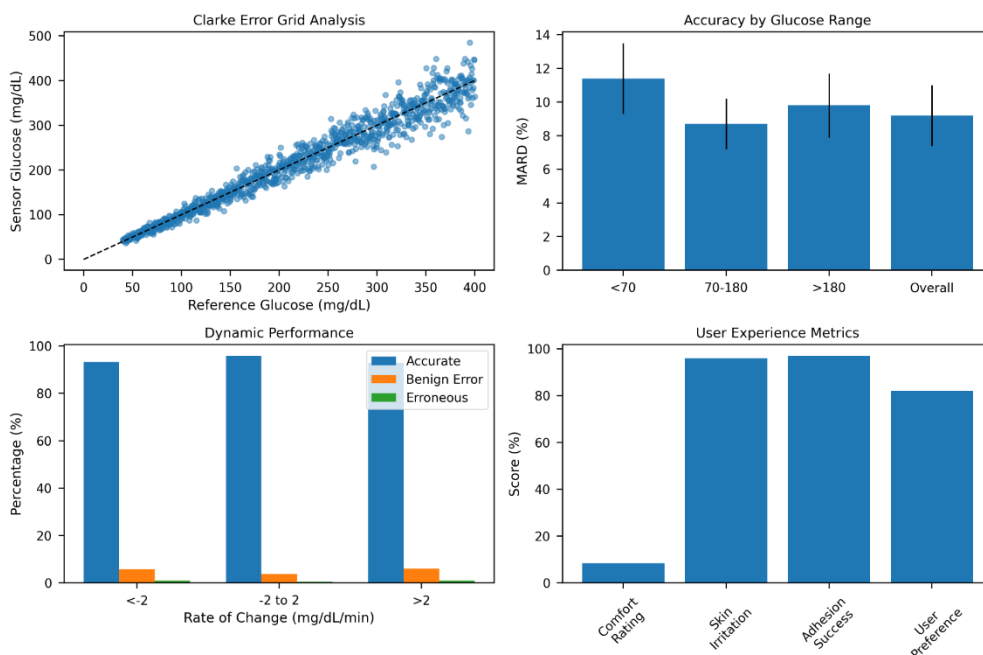 Clarke Error Grid Analysis
500
400
300
200
100
0
Sensor Glucose (mg/dL)
0 50 100 150 200 250 300 350 400
Reference Glucose (mg/dL)
Accuracy by Glucose Range
14
12
10
8
6
4
2
0
MARD (%)
<70 70-180 >180 Overall
Dynamic Performance
100
80
60
40
20
0
Percentage (%)
Accurate
Benign Error
Erroneous
<-2 -2 to 2 >2
Rate of Change (mg/dL/min)
User Experience Metrics
100
80
60
40
20
0
Score (%)
Comfort
Rating
Skin
Irritation
Adhesion
Success
User
Preference